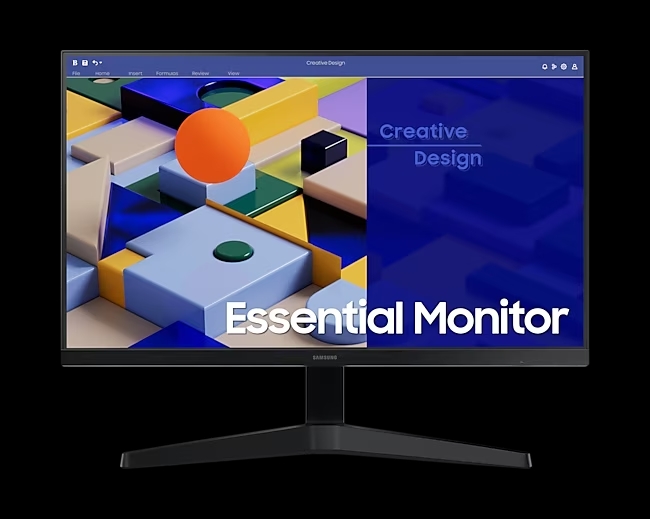 B
Creative Design
File Home Insert Formulas Review View
Creative
Design
Essential Monitor
SAMSUNG